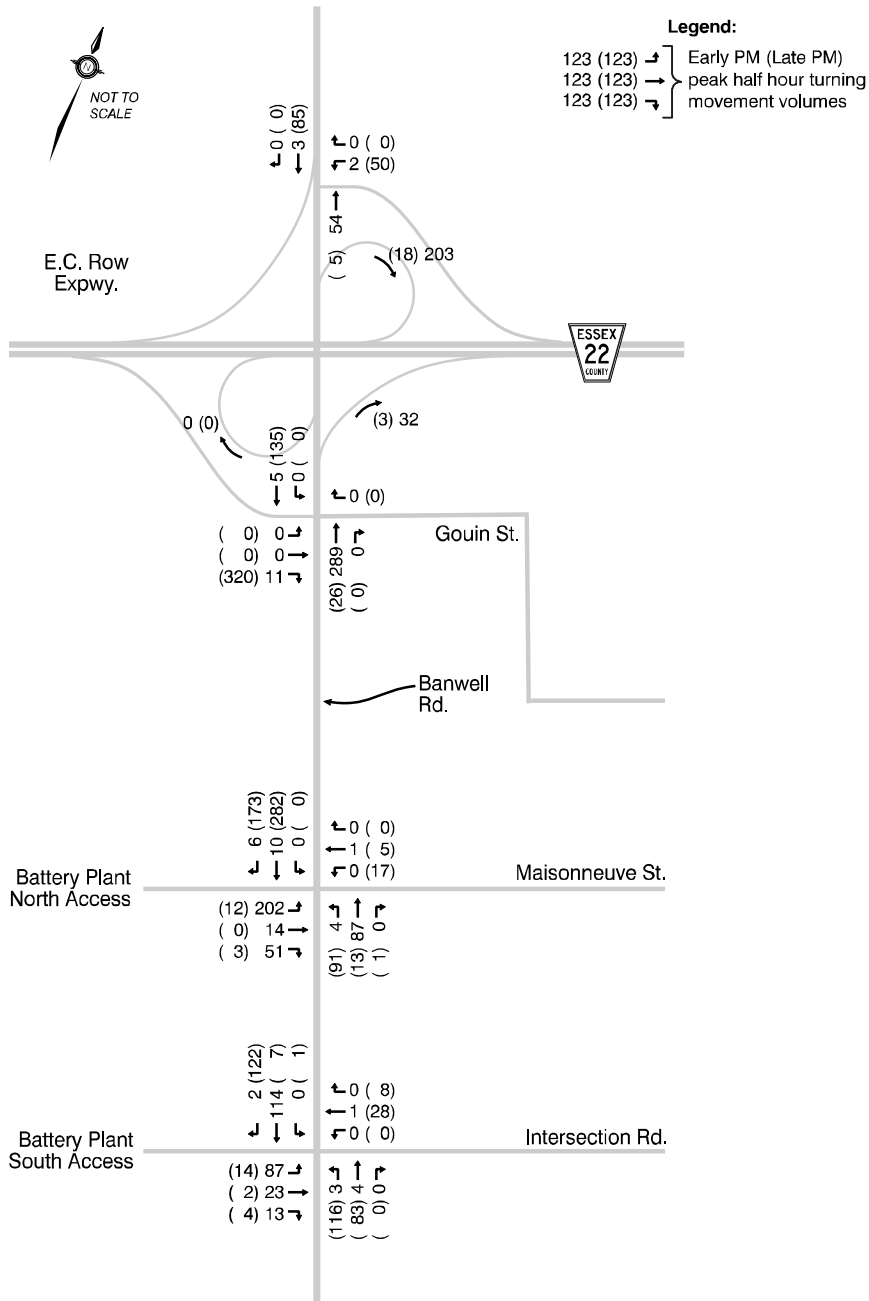 Legend:
123 (123)
123 (123)
123 (123)
Early PM (Late PM)
peak half hour turning
movement volumes
N
NOT TO
SCALE
0 ( 0)
3 (85)
0 ( 0)
2 (50)
( 5) 54
(18) 203
E.C. Row
Expwy.
ESSEX
22
COUNTY
0 (0)
(3) 32
5 (135)
0 ( 0)
0 (0)
( 0) 0
( 0) 0
(320) 11
(26) 289
( 0) 0
Gouin St.
Banwell
Rd.
6 (173)
10 (282)
0 ( 0)
0 ( 0)
1 ( 5)
0 (17)
Battery Plant
North Access
Maisonneuve St.
(12) 202
( 0) 14
( 3) 51
(91) 4
(13) 87
( 1) 0
2 (122)
114 ( 7)
0 ( 1)
0 ( 8)
1 (28)
0 ( 0)
Battery Plant
South Access
Intersection Rd.
(14) 87
( 2) 23
( 4) 13
(116) 3
( 83) 4
( 0) 0